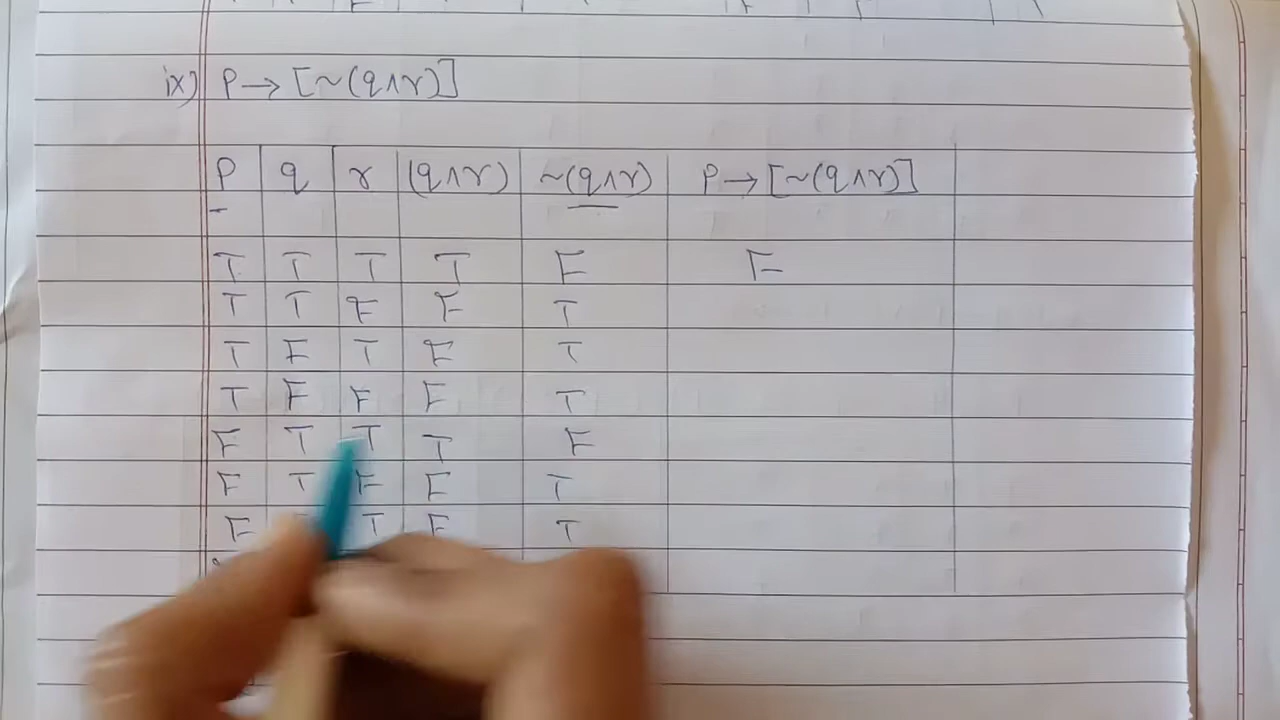 ix) P → [~(q∧r)]
P q r (q∧r) ~(q∧r) P → [~(q∧r)]
T T T T F F
T T F F T
T F T F T
T F F F T
F T T T F
F T F F T
F T F T